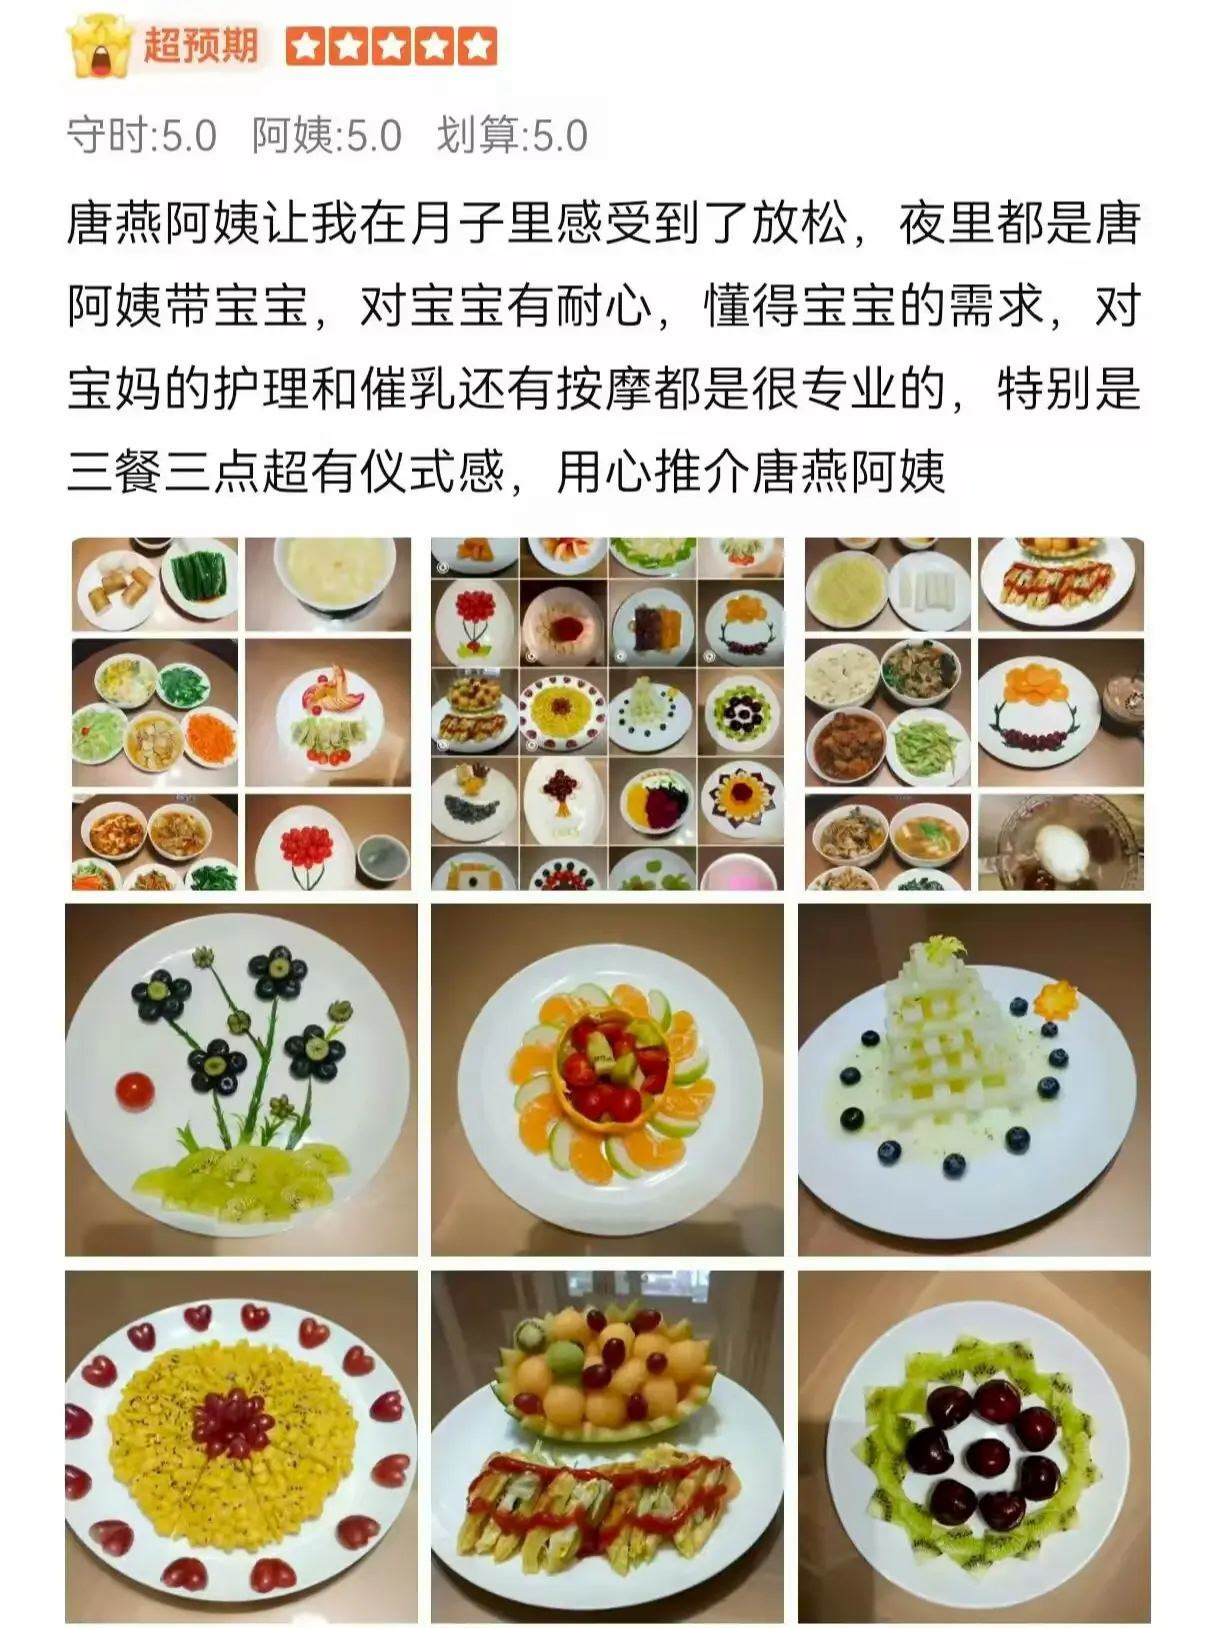 超预期
守时:5.0 阿姨:5.0 划算:5.0
唐燕阿姨让我在月子里感受到了放松，夜里都是唐
阿姨带宝宝，对宝宝有耐心，懂得宝宝的需求，对
宝妈的护理和催乳还有按摩都是很专业的，特别是
三餐三点超有仪式感，用心推介唐燕阿姨